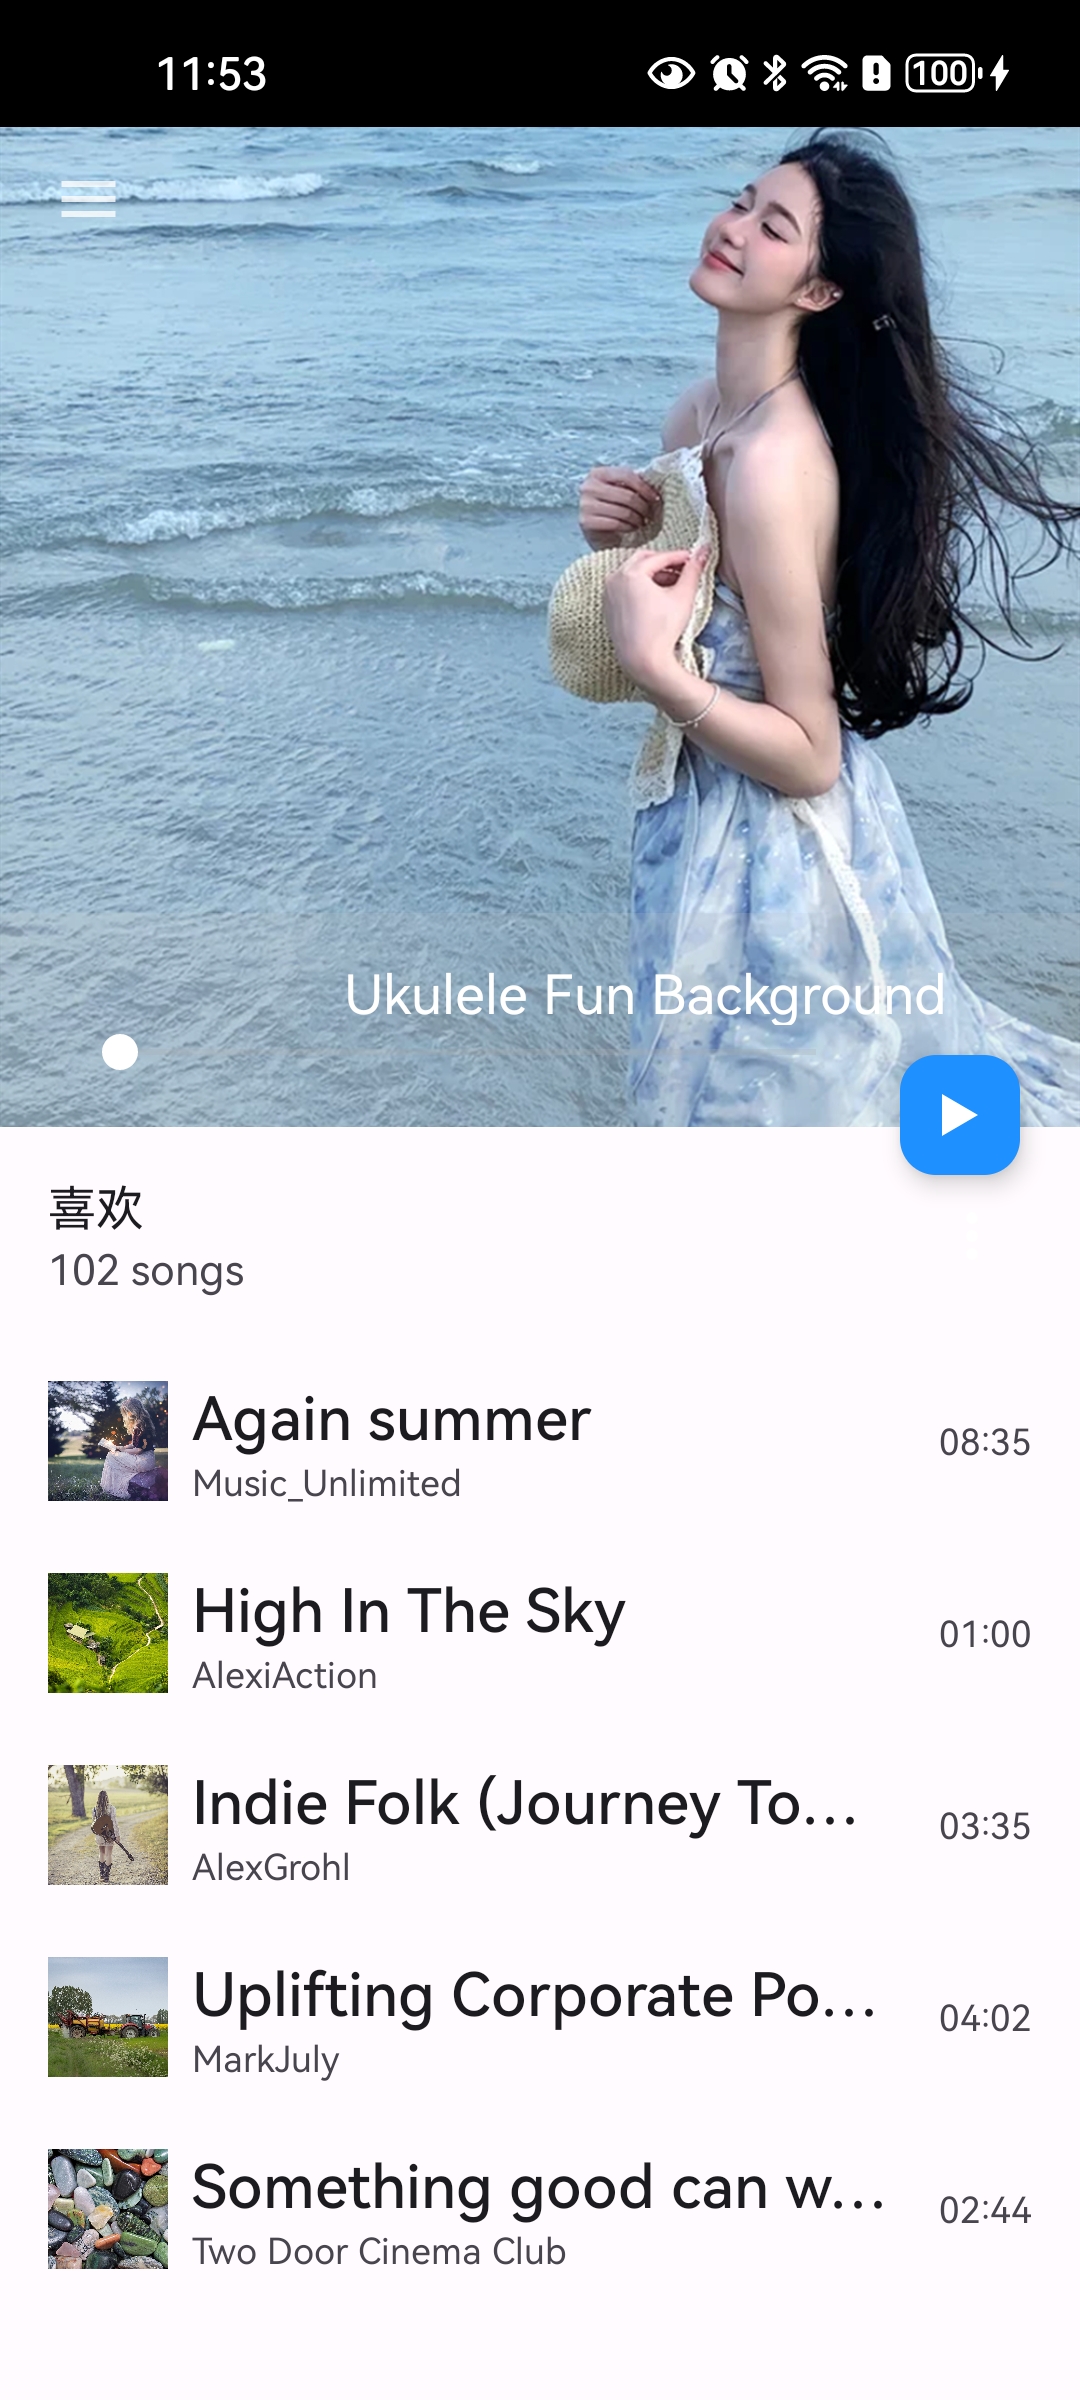 11:53
100
Ukulele Fun Background
喜欢
102 songs
Again summer
Music_Unlimited
08:35
High In The Sky
AlexiAction
01:00
Indie Folk (Journey To...
AlexGrohl
03:35
Uplifting Corporate Po...
MarkJuly
04:02
Something good can w...
Two Door Cinema Club
02:44